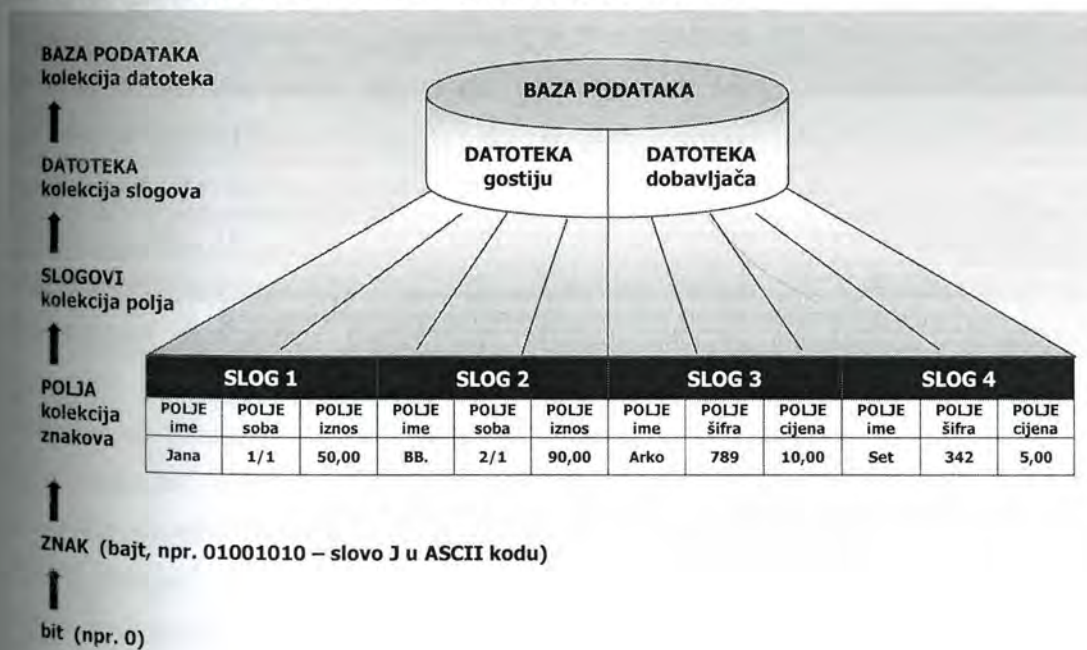 BAZA PODATAKA
kolekcija datoteka
DATOTEKA
kolekcija slogova
SLOGOVI
kolekcija polja
POLJA
kolekcija
znakova
ZNAK (bajt, npr. 01001010 – slovo J u ASCII kodu)
bit (npr. 0)
BAZA PODATAKA
DATOTEKA
gostiju
DATOTEKA
dobavljača
SLOG 1 SLOG 2 SLOG 3 SLOG 4
POLJE POLJE POLJE POLJE POLJE POLJE POLJE POLJE POLJE POLJE POLJE POLJE
ime soba iznos ime soba iznos ime šifra cijena ime šifra cijena
Jana 1/1 50,00 BB. 2/1 90,00 Arko 789 10,00 Set 342 5,00